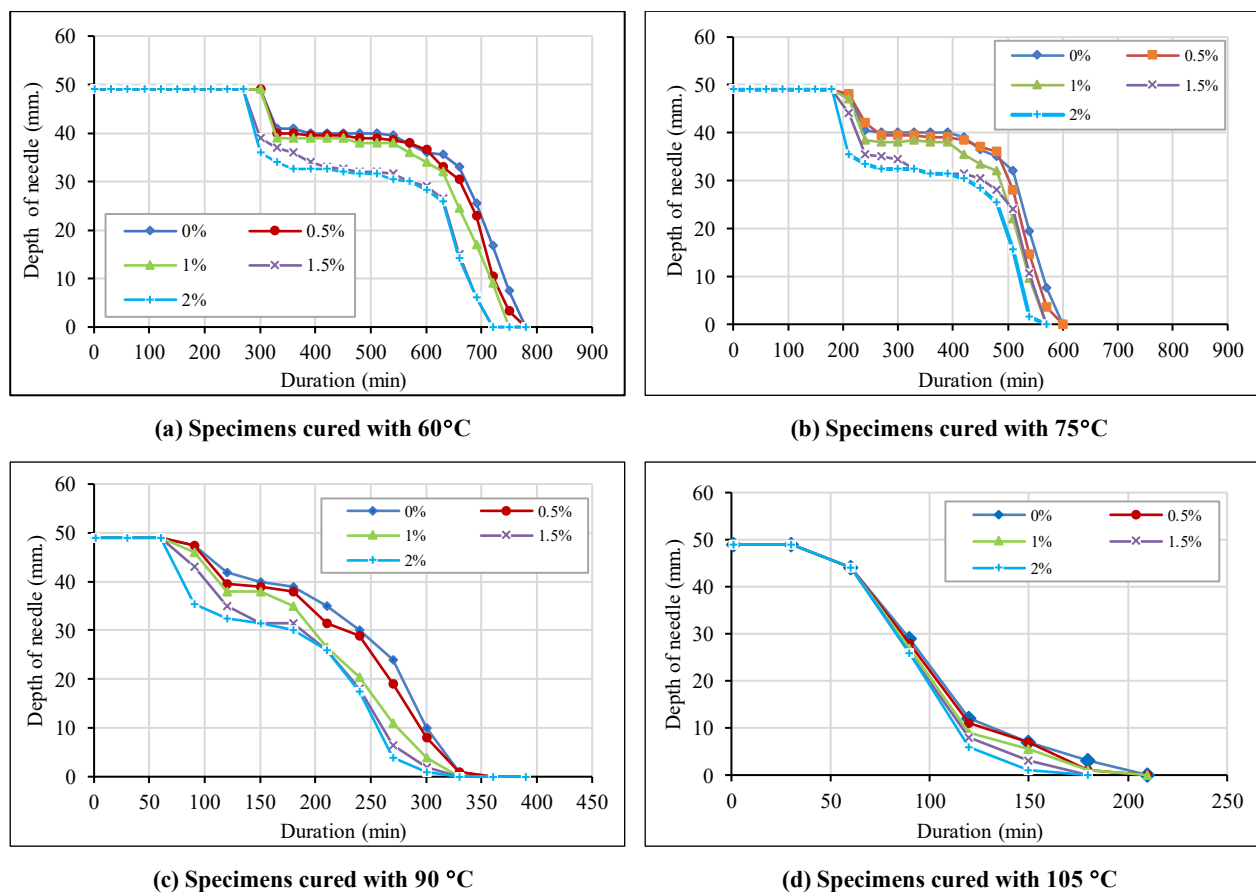 60
50
40
30
20
10
0
Depth of needle (mm.)
0% 0.5%
1% 1.5%
2%
0 100 200 300 400 500 600 700 800 900
Duration (min)
(a) Specimens cured with 60°C
60
50
40
30
20
10
0
Depth of needle (mm.)
0% 0.5%
1% 1.5%
2%
0 100 200 300 400 500 600 700 800 900
Duration (min)
(b) Specimens cured with 75°C
60
50
40
30
20
10
0
Depth of needle (mm.)
0% 0.5%
1% 1.5%
2%
0 50 100 150 200 250 300 350 400 450
Duration (min)
(c) Specimens cured with 90 °C
60
50
40
30
20
10
0
Depth of needle (mm.)
0% 0.5%
1% 1.5%
2%
0 50 100 150 200 250
Duration (min)
(d) Specimens cured with 105 °C